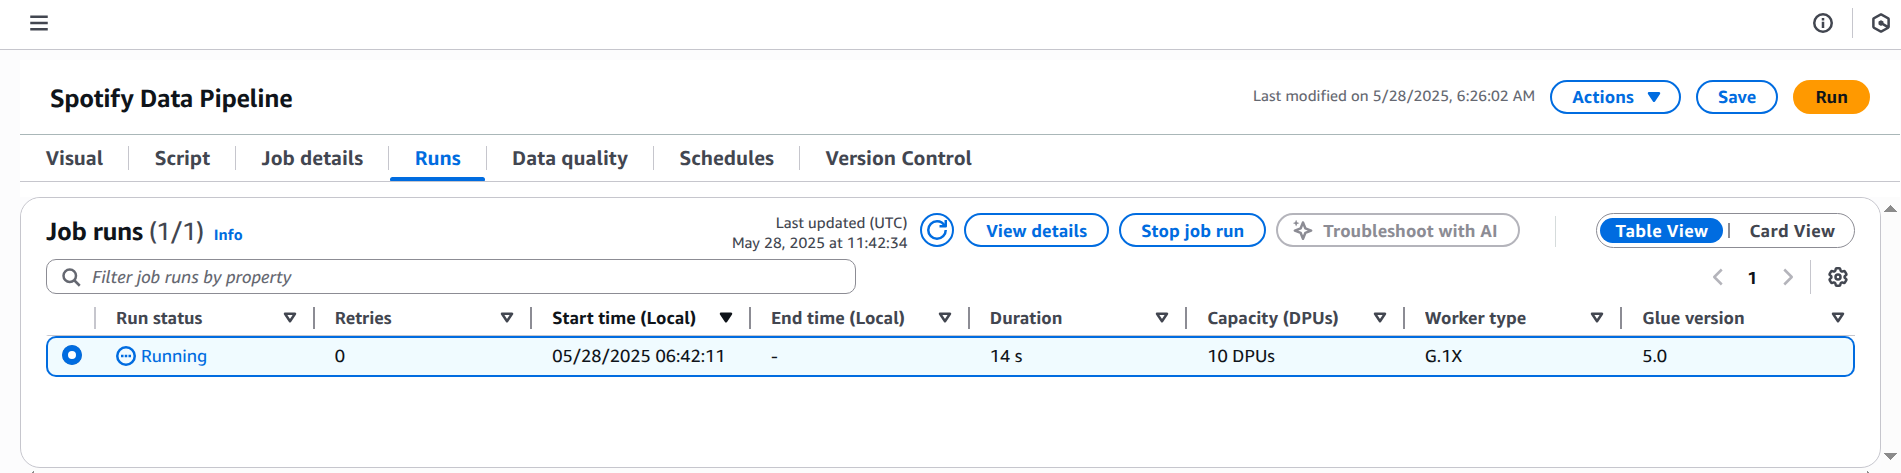 Spotify Data Pipeline
Last modified on 5/28/2025, 6:26:02 AM
Actions
Save
Run
Visual
Script
Job details
Runs
Data quality
Schedules
Version Control
Job runs (1/1) Info
Last updated (UTC)
May 28, 2025 at 11:42:34
View details
Stop job run
Troubleshoot with AI
Table View
Card View
Filter job runs by property
1
Run status
Retries
Start time (Local)
End time (Local)
Duration
Capacity (DPUs)
Worker type
Glue version
Running
0
05/28/2025 06:42:11
-
14 s
10 DPUs
G.1X
5.0